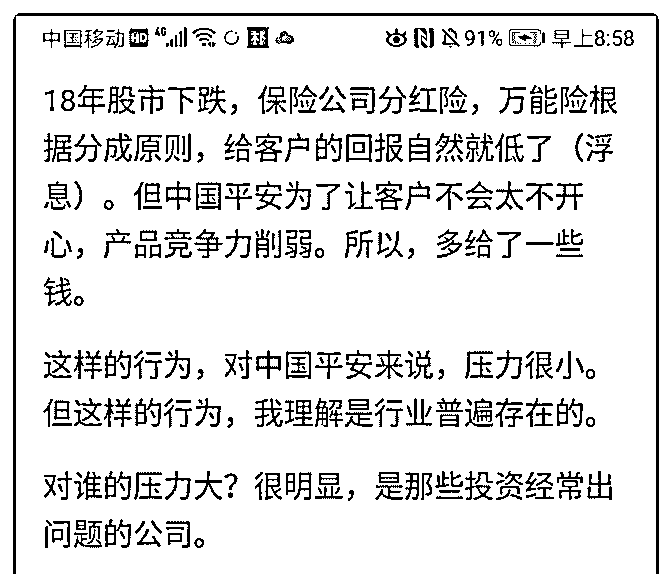 中国移动 HD 4G 91% 早上8:58
18年股市下跌，保险公司分红险，万能险根
据分成原则，给客户的回报自然就低了（浮
息）。但中国平安为了让客户不会太不开
心，产品竞争力削弱。所以，多给了一些
钱。
这样的行为，对中国平安来说，压力很小。
但这样的行为，我理解是行业普遍存在的。
对谁的压力大？很明显，是那些投资经常出
问题的公司。